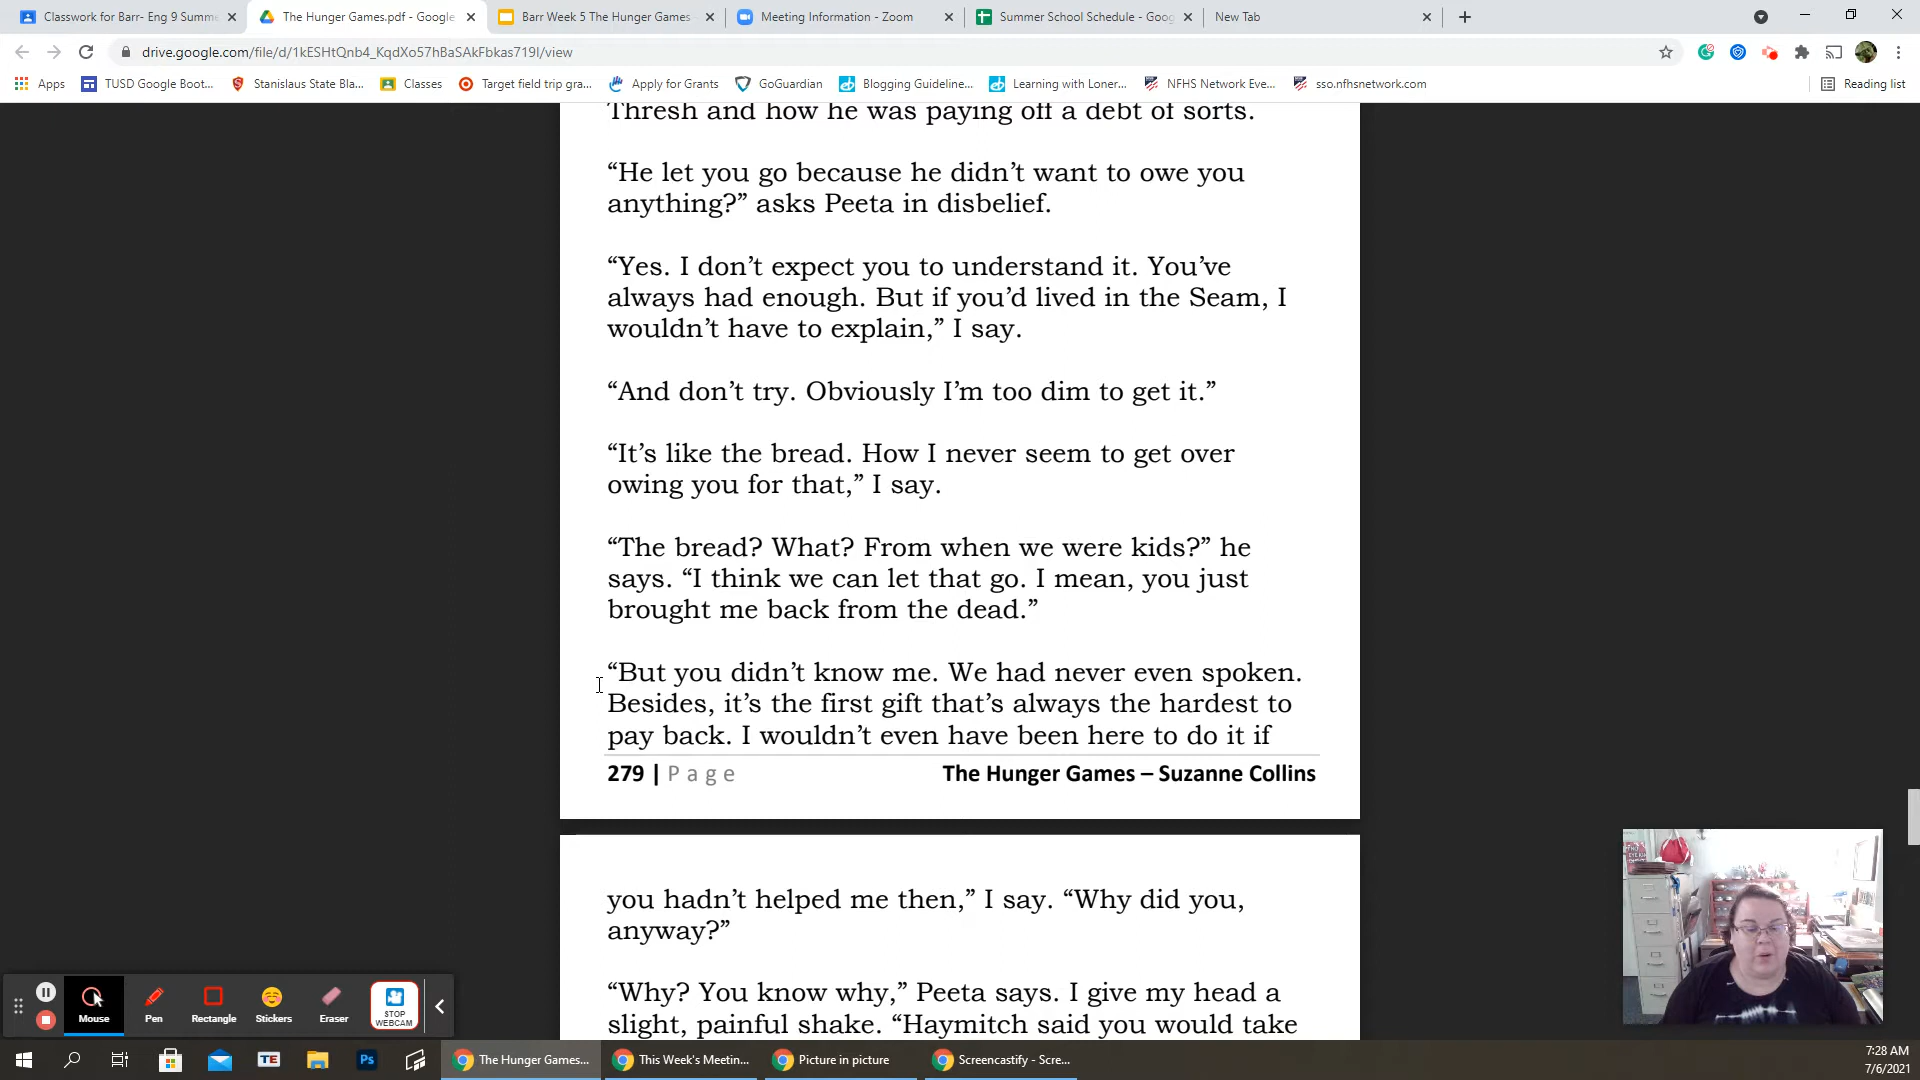 Classwork for Barr- Eng 9 Summe
The Hunger Games.pdf - Google
Barr Week 5 The Hunger Games
Meeting Information - Zoom
Summer School Schedule - Goog
New Tab
drive.google.com/file/d/1kESHtQnb4_KqdXo57hBaSAkFbkas719I/view
Apps
TUSD Google Boot...
Stanislaus State Bla...
Classes
Target field trip gra...
Apply for Grants
GoGuardian
Blogging Guideline...
Learning with Loner...
NFHS Network Eve...
sso.nfhsnetwork.com
Reading list
Thresh and how he was paying off a debt of sorts.
“He let you go because he didn’t want to owe you
anything?” asks Peeta in disbelief.
“Yes. I don’t expect you to understand it. You’ve
always had enough. But if you’d lived in the Seam, I
wouldn’t have to explain,” I say.
“And don’t try. Obviously I’m too dim to get it.”
“It’s like the bread. How I never seem to get over
owing you for that,” I say.
“The bread? What? From when we were kids?” he
says. “I think we can let that go. I mean, you just
brought me back from the dead.”
“But you didn’t know me. We had never even spoken.
Besides, it’s the first gift that’s always the hardest to
pay back. I wouldn’t even have been here to do it if
279 | Page
The Hunger Games – Suzanne Collins
you hadn’t helped me then,” I say. “Why did you,
anyway?”
“Why? You know why,” Peeta says. I give my head a
slight, painful shake. “Haymitch said you would take
Mouse
Pen
Rectangle
Stickers
Eraser
STOP
WEBCAM
TE
Ps
The Hunger Games...
This Week's Meetin...
Picture in picture
Screencastify - Scre...
7:28 AM
7/6/2021